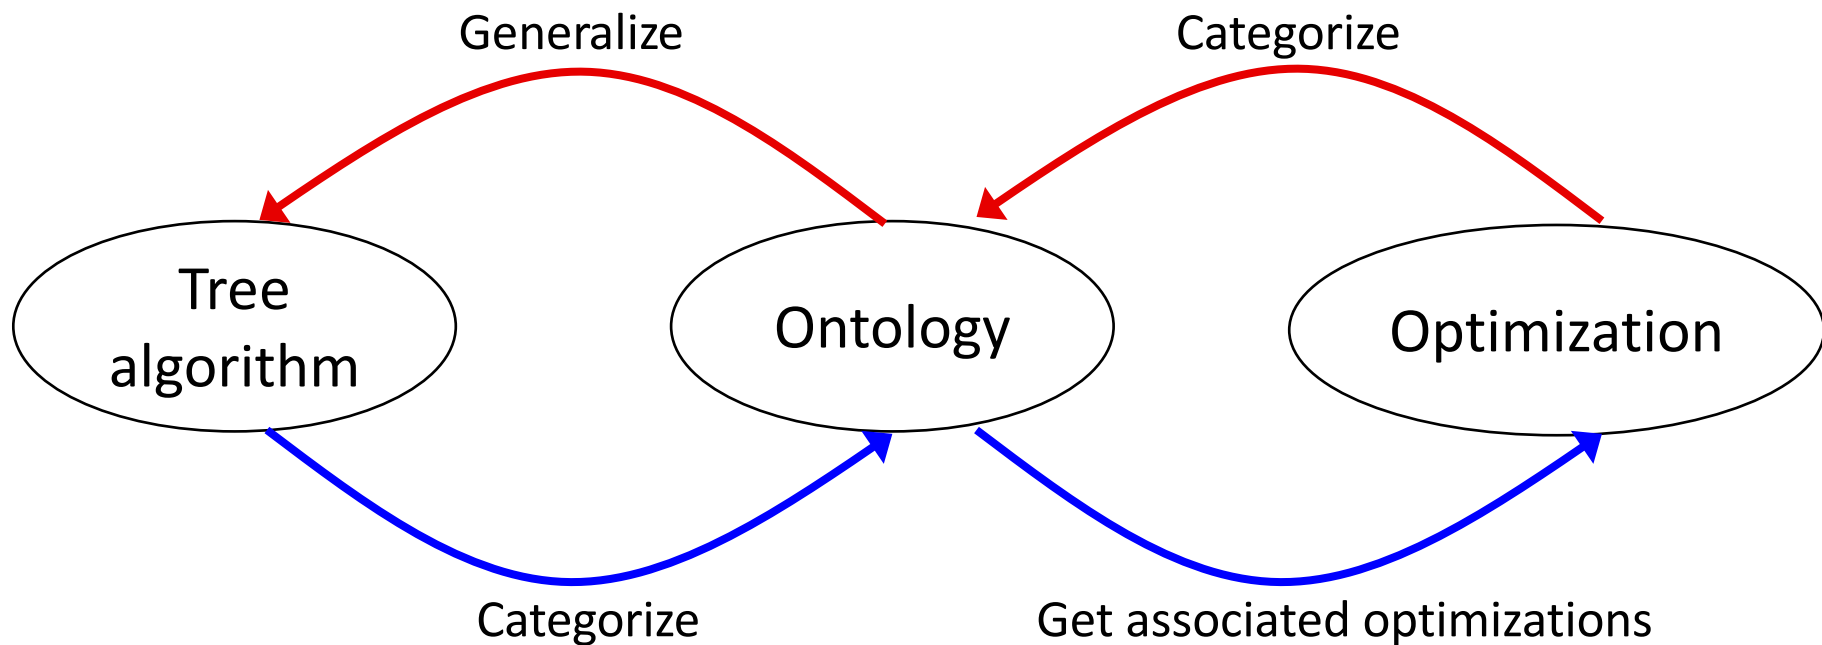 Generalize
Categorize
Tree
algorithm
Ontology
Optimization
Categorize
Get associated optimizations